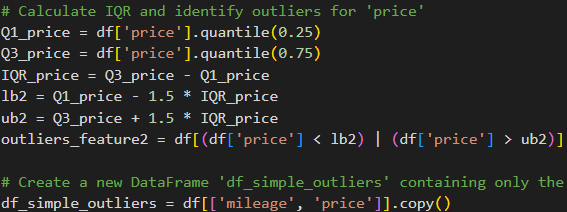 # Calculate IQR and identify outliers for 'price'
Q1_price = df['price'].quantile(0.25)
Q3_price = df['price'].quantile(0.75)
IQR_price = Q3_price - Q1_price
lb2 = Q1_price - 1.5 * IQR_price
ub2 = Q3_price + 1.5 * IQR_price
outliers_feature2 = df[(df['price'] < lb2) | (df['price'] > ub2)]
# Create a new DataFrame 'df_simple_outliers' containing only the
df_simple_outliers = df[['mileage', 'price']].copy()